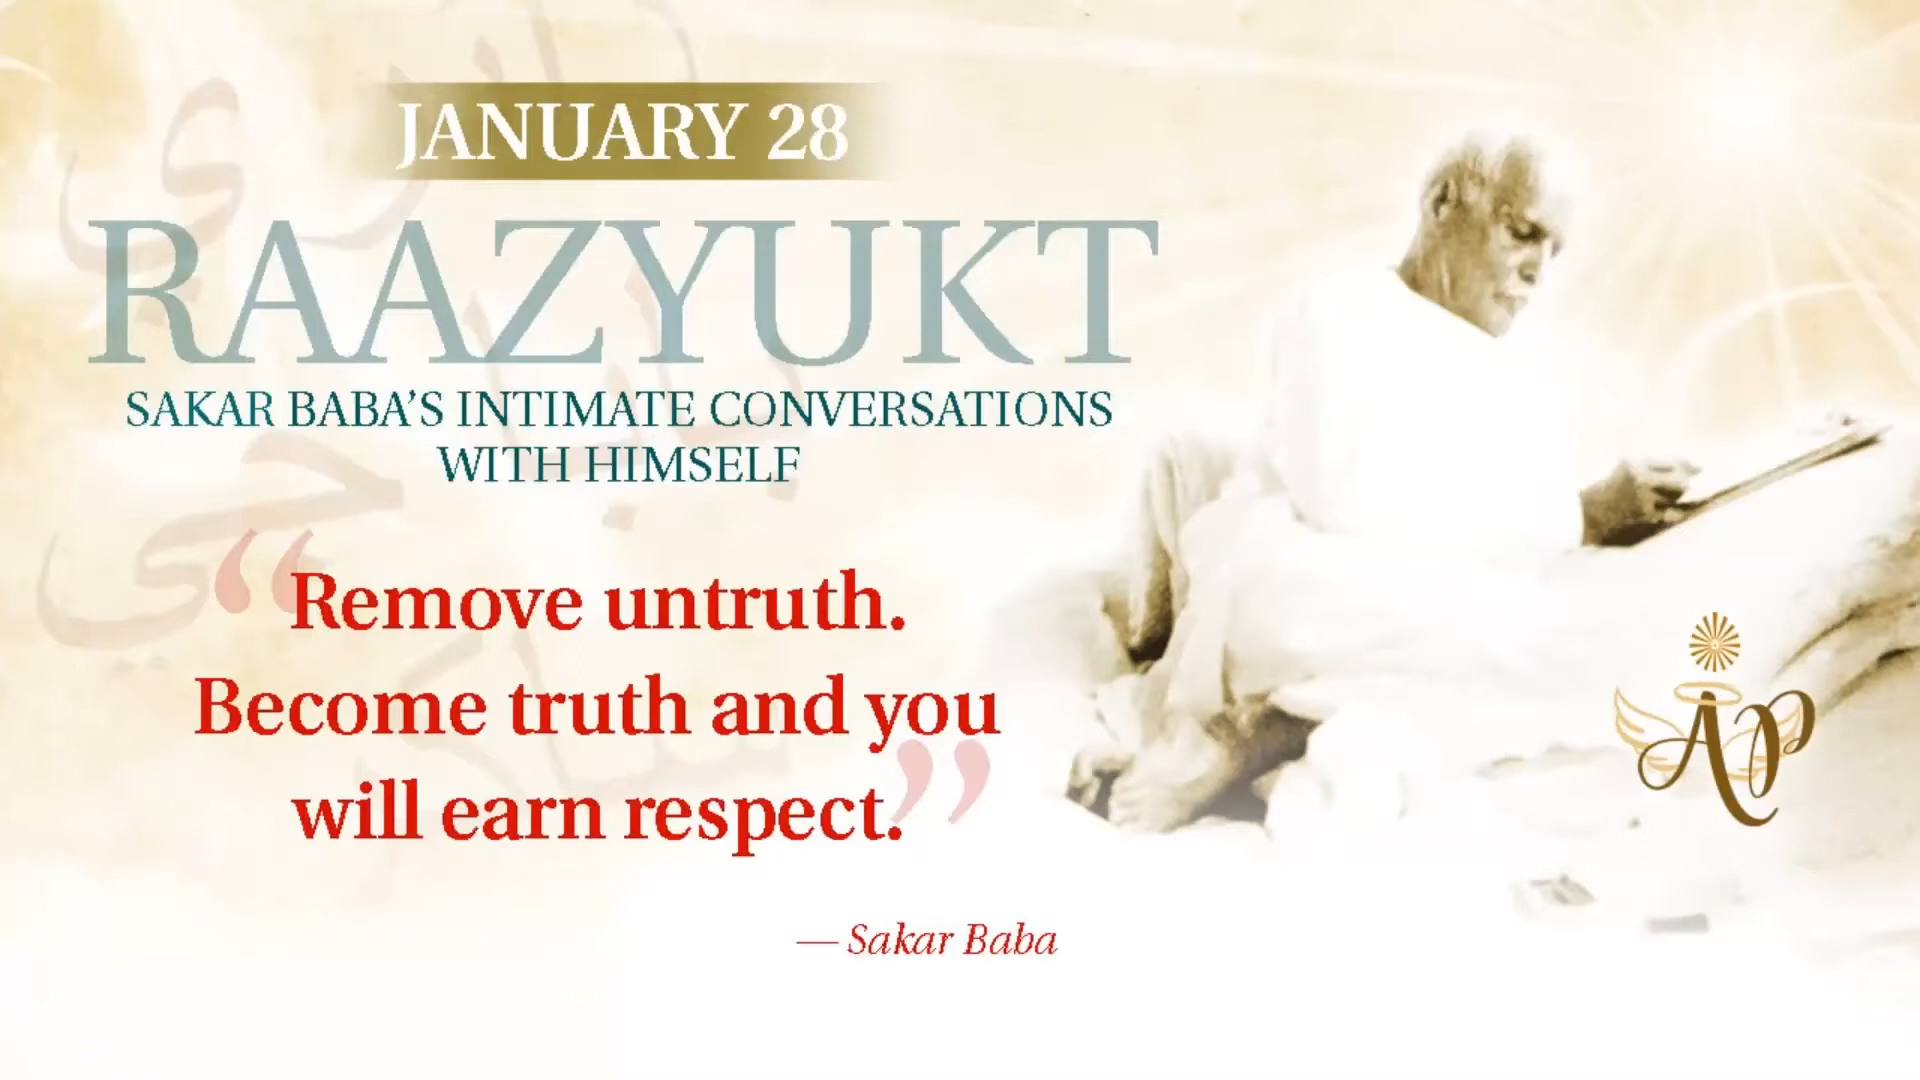 JANUARY 28
RAAZYUKT
SAKAR BABA’S INTIMATE CONVERSATIONS
WITH HIMSELF
“Remove untruth.
Become truth and you
will earn respect.”
— Sakar Baba
AP